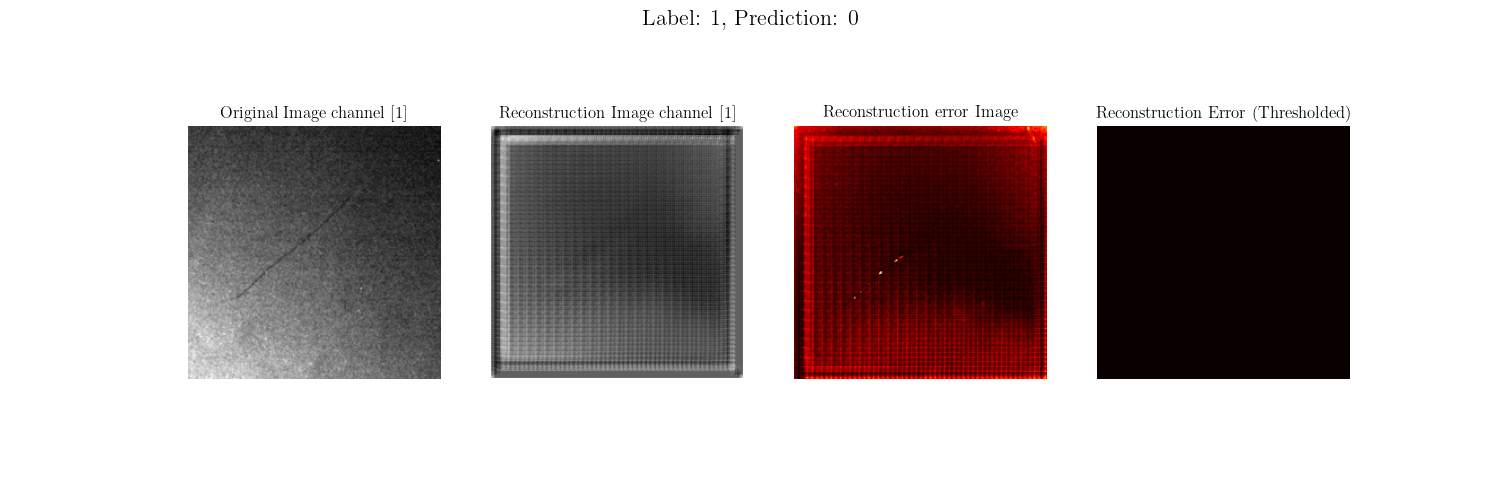 Label: 1, Prediction: 0
Original Image channel [1]
Reconstruction Image channel [1]
Reconstruction error Image
Reconstruction Error (Thresholded)